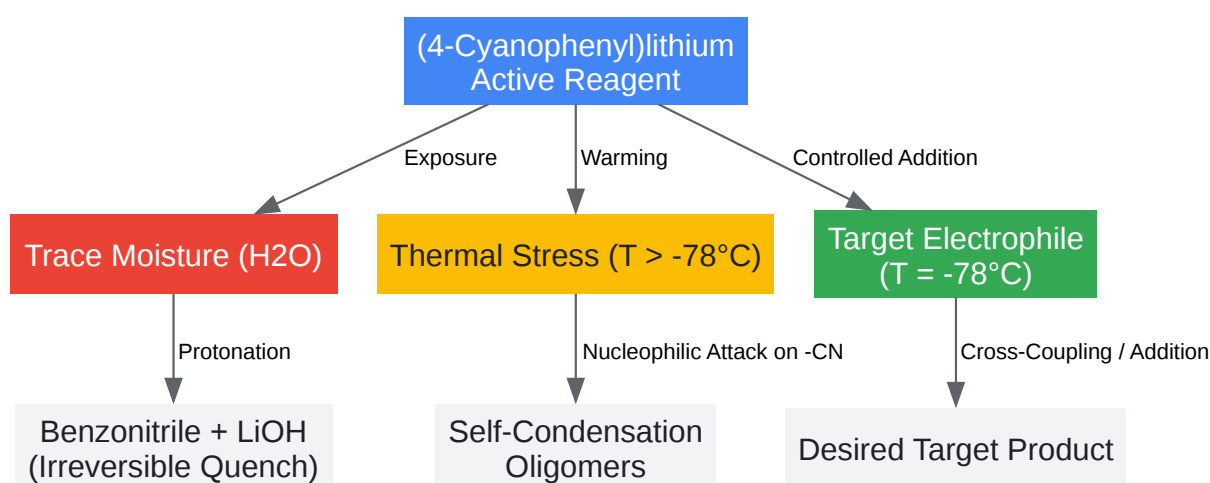 (4-Cyanophenyl)lithium
Active Reagent
Exposure
Warming
Controlled Addition
Trace Moisture (H2O)
Thermal Stress (T > -78°C)
Target Electrophile
(T = -78°C)
Protonation
Nucleophilic Attack on -CN
Cross-Coupling / Addition
Benzonitrile + LiOH
(Irreversible Quench)
Self-Condensation
Oligomers
Desired Target Product